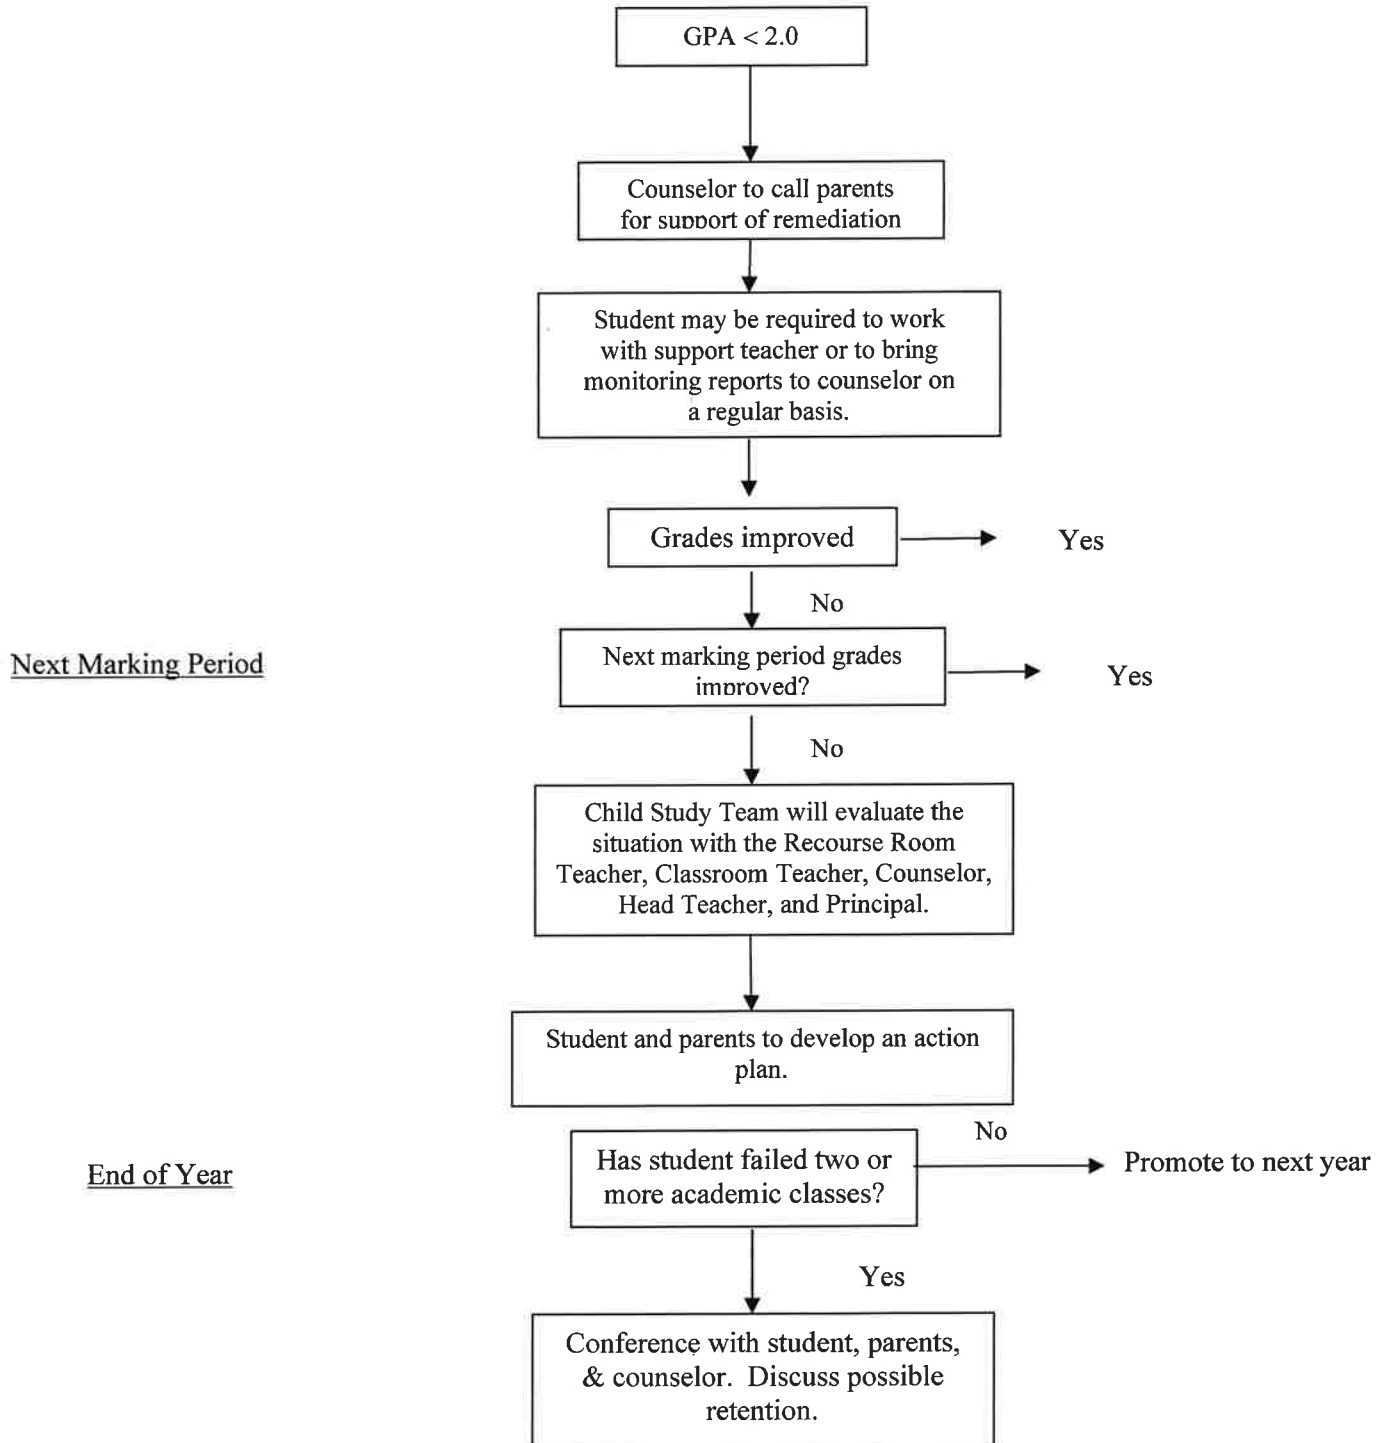 GPA < 2.0
Counselor to call parents
for support of remediation
Student may be required to work
with support teacher or to bring
monitoring reports to counselor on
a regular basis.
Grades improved
Yes
No
Next Marking Period
Next marking period grades
improved?
Yes
No
Child Study Team will evaluate the
situation with the Recourse Room
Teacher, Classroom Teacher, Counselor,
Head Teacher, and Principal.
Student and parents to develop an action
plan.
End of Year
Has student failed two or
more academic classes?
No
Promote to next year
Yes
Conference with student, parents,
& counselor. Discuss possible
retention.